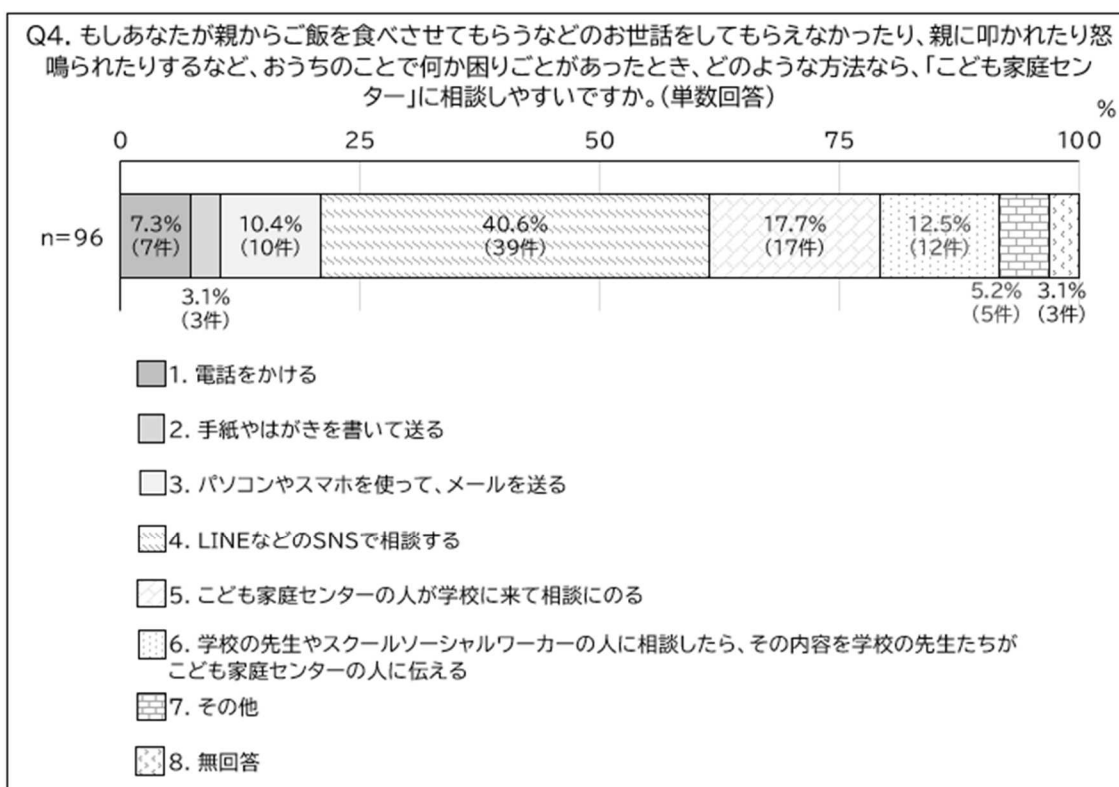 Q4. もしあなたが親からご飯を食べさせてもらうなどのお世話をしてもらえなかったり、親に叩かれたり怒
鳴られたりするなど、おうちのことで何か困りごとがあったとき、どのような方法なら、「こども家庭セン
ター」に相談しやすいですか。(単数回答)
%
0 25 50 75 100
n=96
7.3% 10.4% 40.6% 17.7% 12.5%
(7件) (10件) (39件) (17件) (12件)
3.1% 5.2% 3.1%
(3件) (5件) (3件)
1. 電話をかける
2. 手紙やはがきを書いて送る
3. パソコンやスマホを使って、メールを送る
4. LINEなどのSNSで相談する
5. こども家庭センターの人が学校に来て相談にのる
6. 学校の先生やスクールソーシャルワーカーの人に相談したら、その内容を学校の先生たちが
こども家庭センターの人に伝える
7. その他
8. 無回答